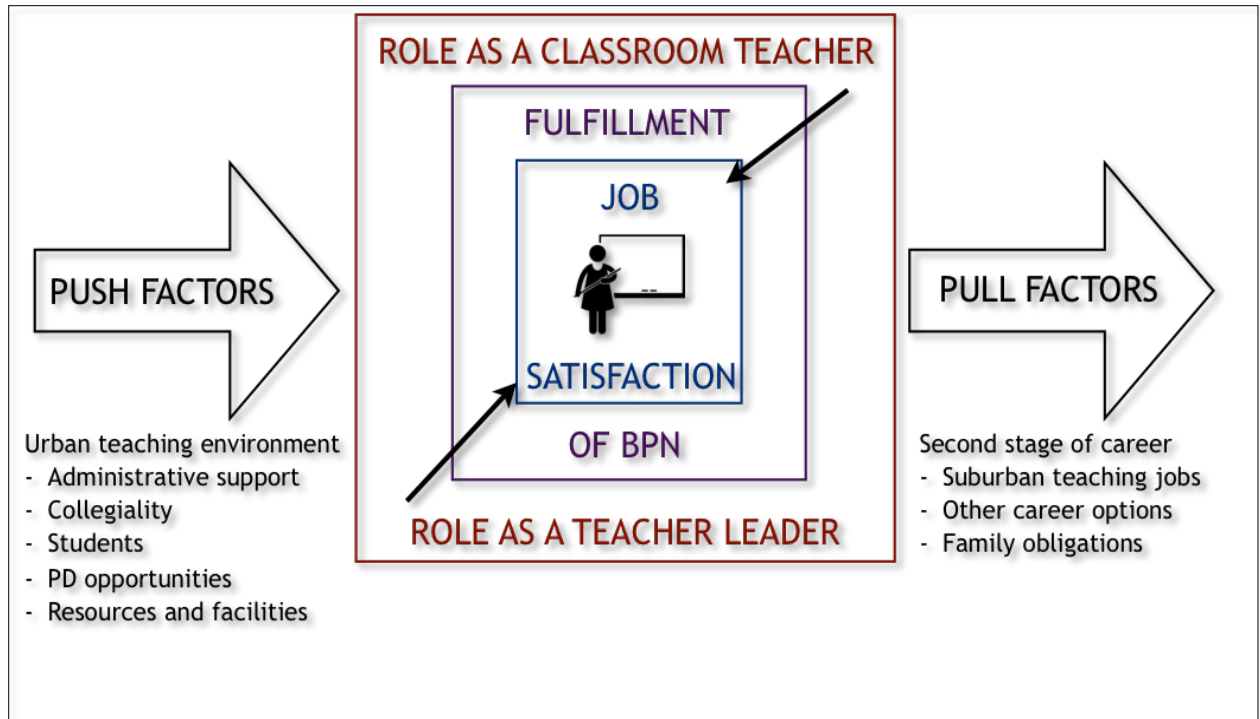 ROLE AS A CLASSROOM TEACHER
FULFILLMENT
JOB
SATISFACTION
OF BPN
ROLE AS A TEACHER LEADER
PUSH FACTORS
Urban teaching environment
- Administrative support
- Collegiality
- Students
- PD opportunities
- Resources and facilities
PULL FACTORS
Second stage of career
- Suburban teaching jobs
- Other career options
- Family obligations